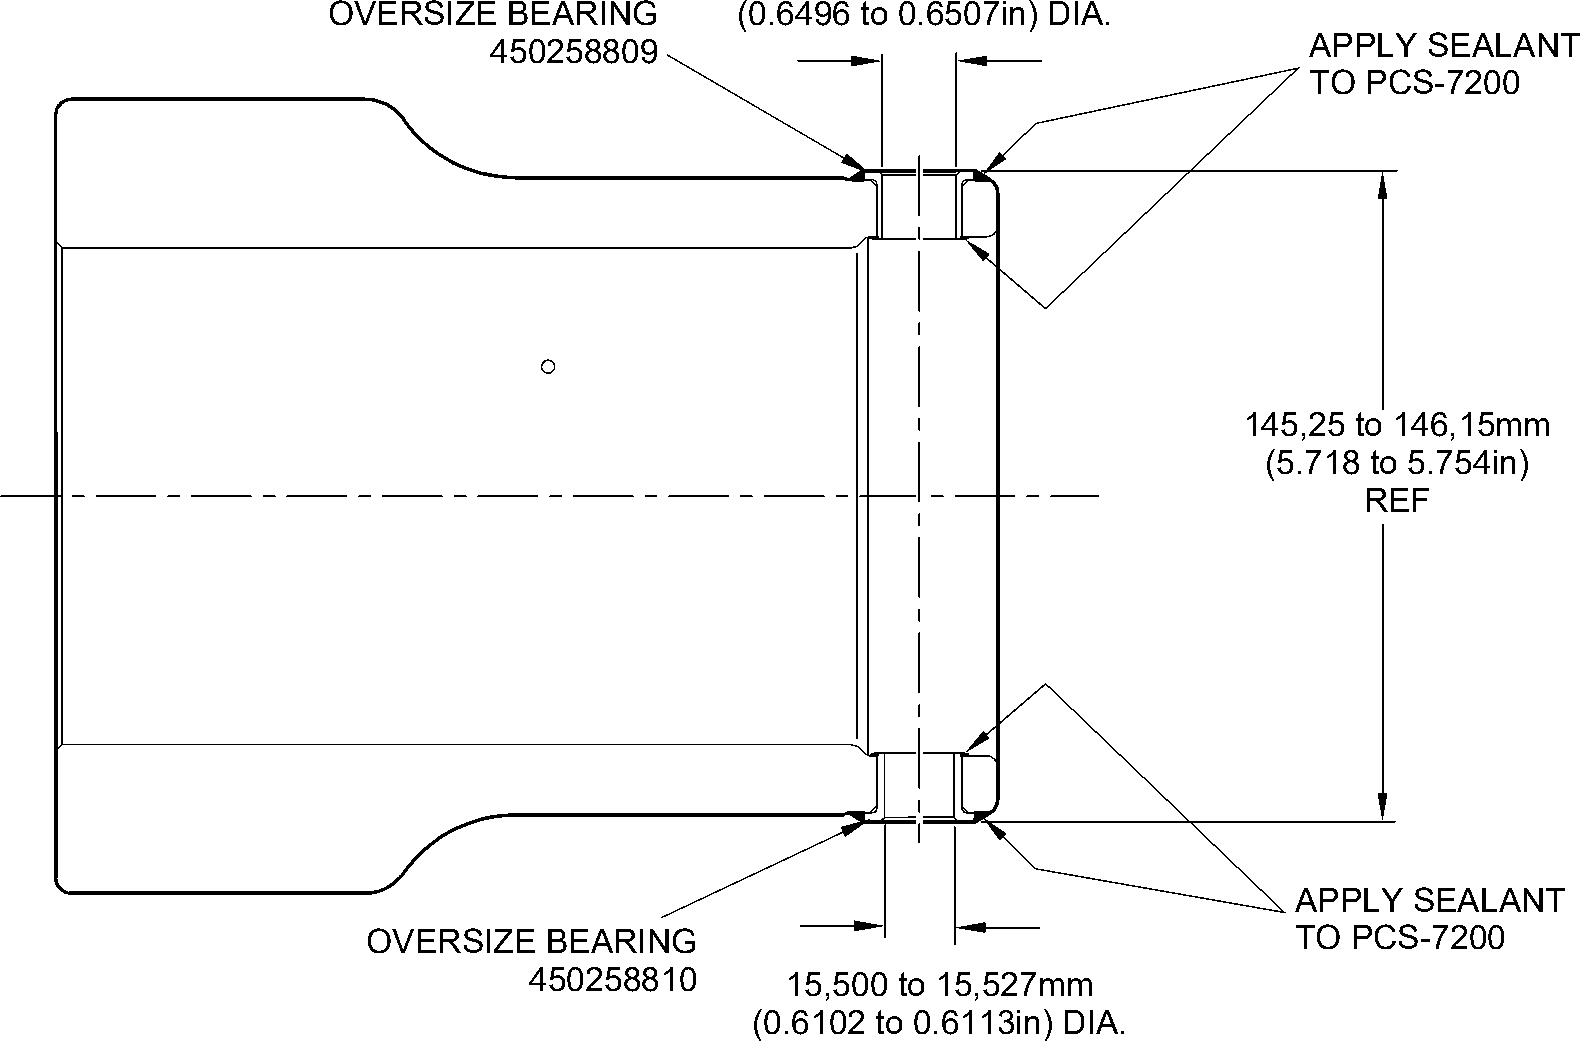 OVERSIZE BEARING
450258809
(0.6496 to 0.6507in) DIA.
APPLY SEALANT
TO PCS-7200
145,25 to 146,15mm
(5.718 to 5.754in)
REF
OVERSIZE BEARING
450258810
15,500 to 15,527mm
(0.6102 to 0.6113in) DIA.
APPLY SEALANT
TO PCS-7200